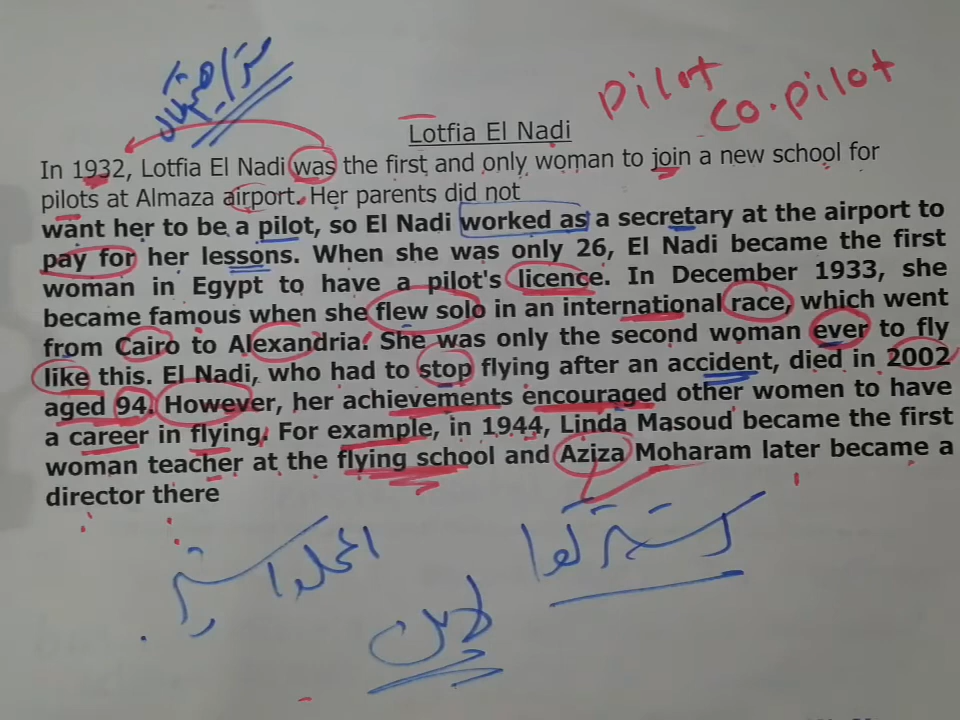 pilot
co.pilot
Lotfia El Nadi
In 1932, Lotfia El Nadi was the first and only woman to join a new school for
pilots at Almaza airport. Her parents did not
want her to be a pilot, so El Nadi worked as a secretary at the airport to
pay for her lessons. When she was only 26, El Nadi became the first
woman in Egypt to have a pilot's licence. In December 1933, she
became famous when she flew solo in an international race, which went
from Cairo to Alexandria. She was only the second woman ever to fly
like this. El Nadi, who had to stop flying after an accident, died in 2002
aged 94. However, her achievements encouraged other women to have
a career in flying. For example, in 1944, Linda Masoud became the first
woman teacher at the flying school and Aziza Moharam later became a
director there
اعملوا شير
لايك